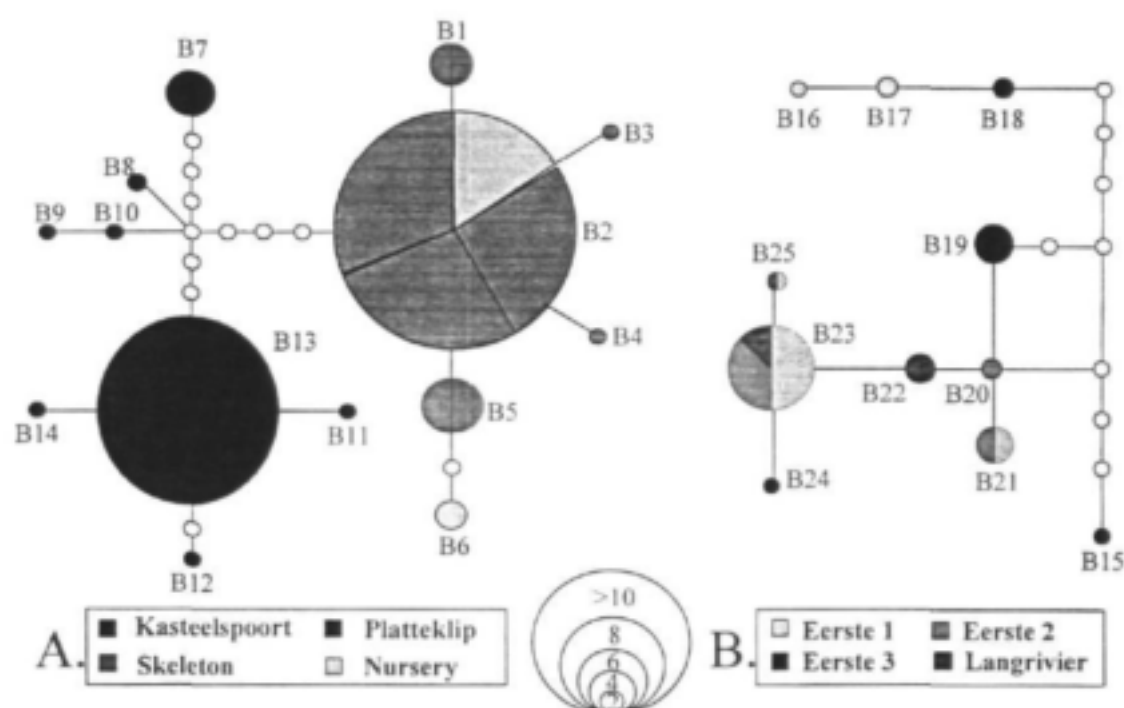 B1
B7
B3
B16
B17
B18
B8
B9
B10
B2
B19
B25
B4
B13
B23
B14
B11
B5
B22
B20
B24
B21
B6
B12
B15
A.
■ Kasteelspoort ■ Platteklip
■ Skeleton □ Nursery
>10
8
6
4
B.
□ Eerste 1 ■ Eerste 2
■ Eerste 3 ■ Langrivier